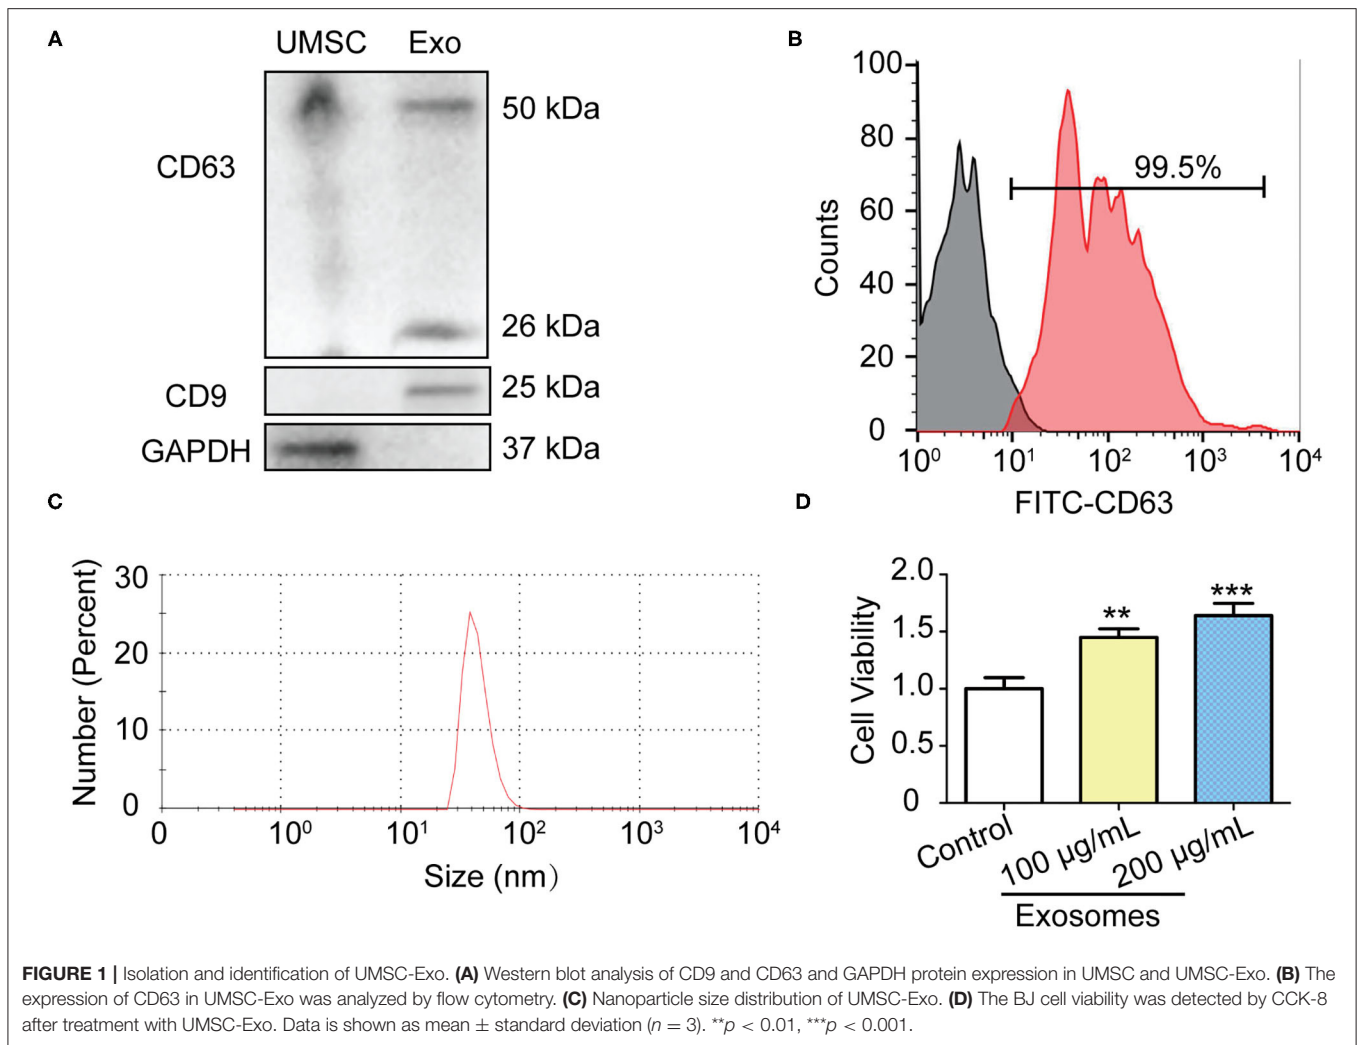 A
UMSC Exo
50 kDa
CD63
26 kDa
25 kDa
CD9
37 kDa
GAPDH
B
100
80
60
40
20
0
Counts
99.5%
10⁰ 10¹ 10² 10³ 10⁴
FITC-CD63
C
30
20
10
0
Number (Percent)
0 10⁰ 10¹ 10² 10³ 10⁴
Size (nm)
D
2.0
1.5
1.0
0.5
0
Cell Viability
**
***
Control
100 µg/mL
200 µg/mL
Exosomes
FIGURE 1 | Isolation and identification of UMSC-Exo. (A) Western blot analysis of CD9 and CD63 and GAPDH protein expression in UMSC and UMSC-Exo. (B) The
expression of CD63 in UMSC-Exo was analyzed by flow cytometry. (C) Nanoparticle size distribution of UMSC-Exo. (D) The BJ cell viability was detected by CCK-8
after treatment with UMSC-Exo. Data is shown as mean ± standard deviation (n = 3). **p < 0.01, ***p < 0.001.